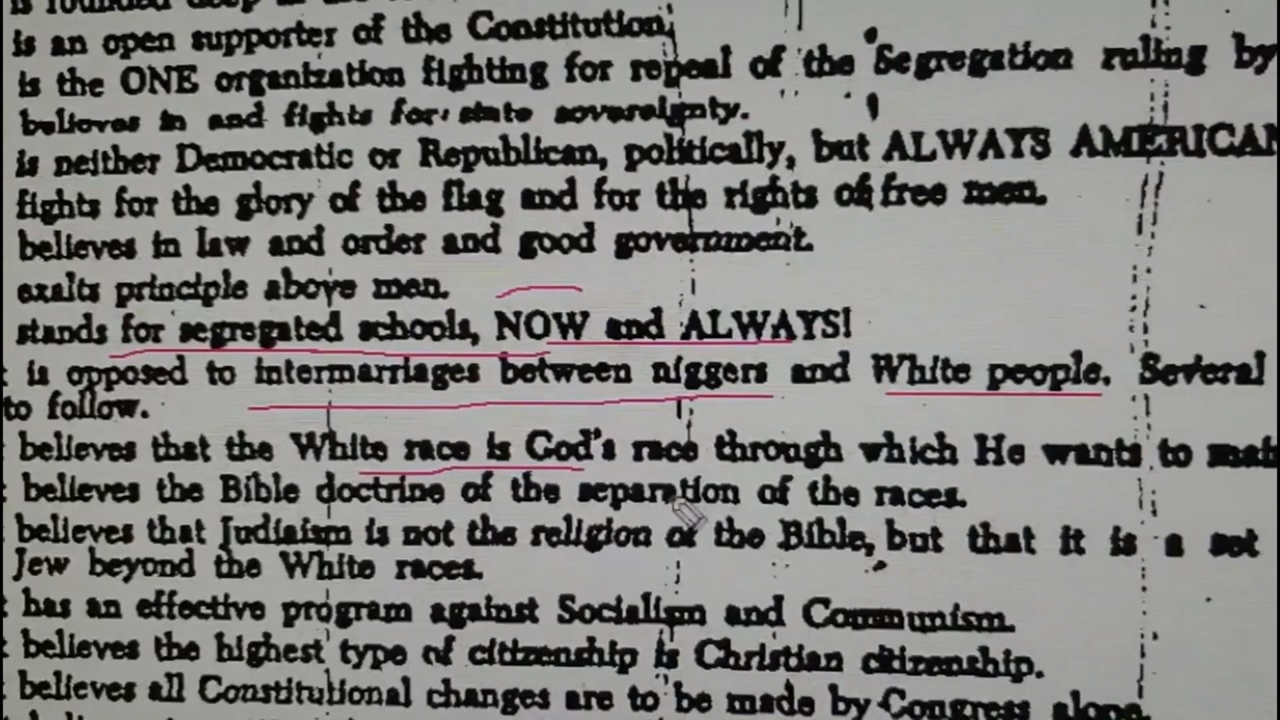 is founded deep in the
is an open supporter of the Constitution,
is the ONE organization fighting for repeal of the Segregation ruling by
believes in and fights for state sovereignty.
is neither Democratic or Republican, politically, but ALWAYS AMERICAN
fights for the glory of the flag and for the rights of free men.
believes in law and order and good government.
exalts principle above men.
stands for segregated schools, NOW and ALWAYS!
is opposed to intermarriages between niggers and White people. Several
to follow.
believes that the White race is God's race through which He wants to
believes the Bible doctrine of the separation of the races.
believes that Judiaism is not the religion of the Bible, but that it is a set
Jew beyond the White races.
has an effective program against Socialism and Communism.
believes the highest type of citizenship is Christian citizenship.
believes all Constitutional changes are to be made by Congress alone.